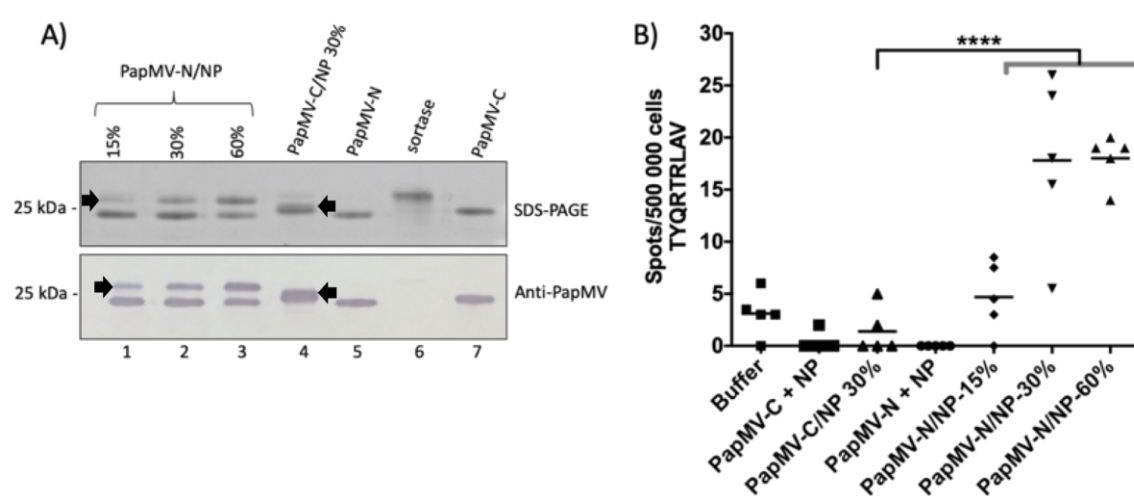 A)
PapMV-N/NP
15%
30%
60%
PapMV-C/NP 30%
PapMV-N
sortase
PapMV-C
25 kDa -
SDS-PAGE
25 kDa -
Anti-PapMV
1 2 3 4 5 6 7
B)
Spots/500 000 cells
TYQRTRLAV
30
25
20
15
10
5
0
****
Buffer
PapMV-C + NP
PapMV-C/NP 30%
PapMV-N + NP
PapMV-N/NP-15%
PapMV-N/NP-30%
PapMV-N/NP-60%